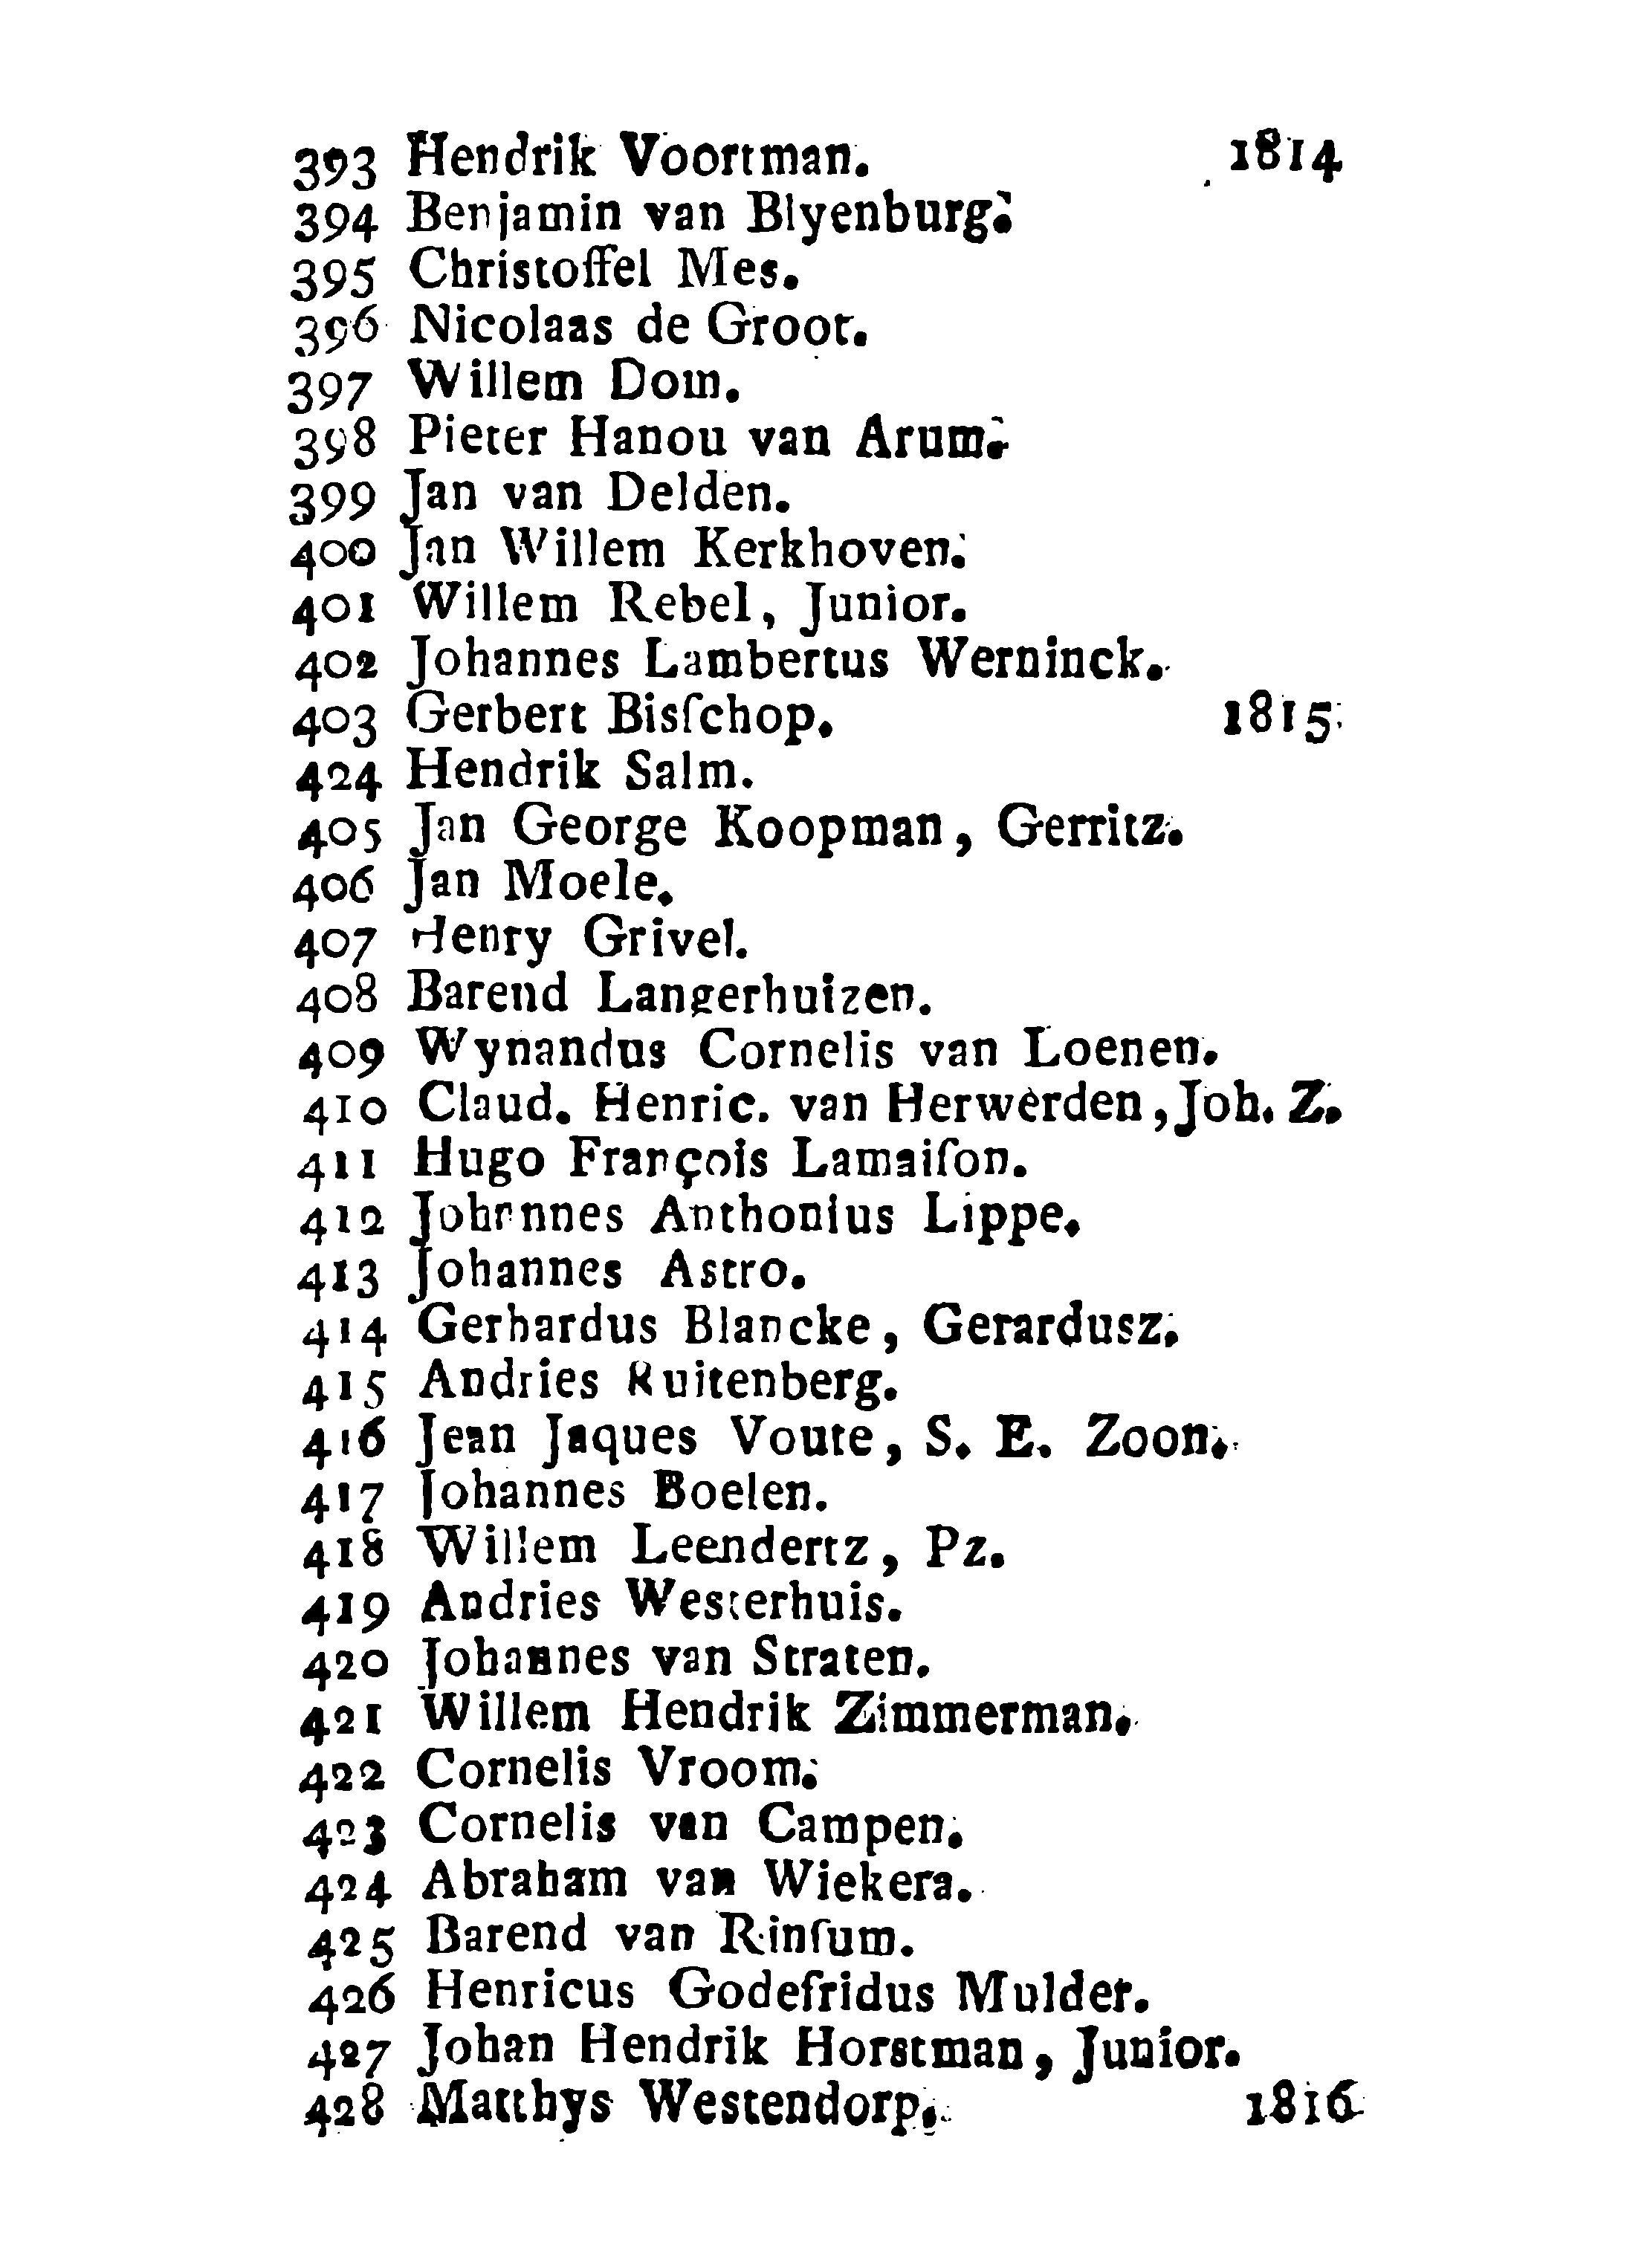 393 Hendrik Voortman. 1814
394 Benjamin van Blyenburg.
395 Christoffel Mes.
396 Nicolaas de Groot.
397 Willem Dom.
398 Pieter Hanou van Arum.
399 Jan van Delden.
400 Jan Willem Kerkhoven.
401 Willem Rebel, Junior.
402 Johannes Lambertus Werninck.
403 Gerbert Bisſchop. 1815
424 Hendrik Salm.
405 Jan George Koopman, Gerritz.
406 Jan Moele.
407 Henry Grivel.
408 Barend Langerhuizen.
409 Wynandus Cornelis van Loenen.
410 Claud. Henric. van Herwerden, Joh. Z.
411 Hugo François Lamaiſon.
412 Johannes Anthonius Lippe.
413 Johannes Astro.
414 Gerhardus Blancke, Gerardusz.
415 Andries Ruitenberg.
416 Jean Jaques Voute, S. E. Zoon.
417 Johannes Boelen.
418 Willem Leendertz, Pz.
419 Andries Westerhuis.
420 Johannes van Straten.
421 Willem Hendrik Zimmerman.
422 Cornelis Vroom.
423 Cornelis van Campen.
424 Abraham van Wiekera.
425 Barend van Rinſum.
426 Henricus Godefridus Mulder.
427 Johan Hendrik Horstman, Junior.
428 Matthys Westendorp. 1816